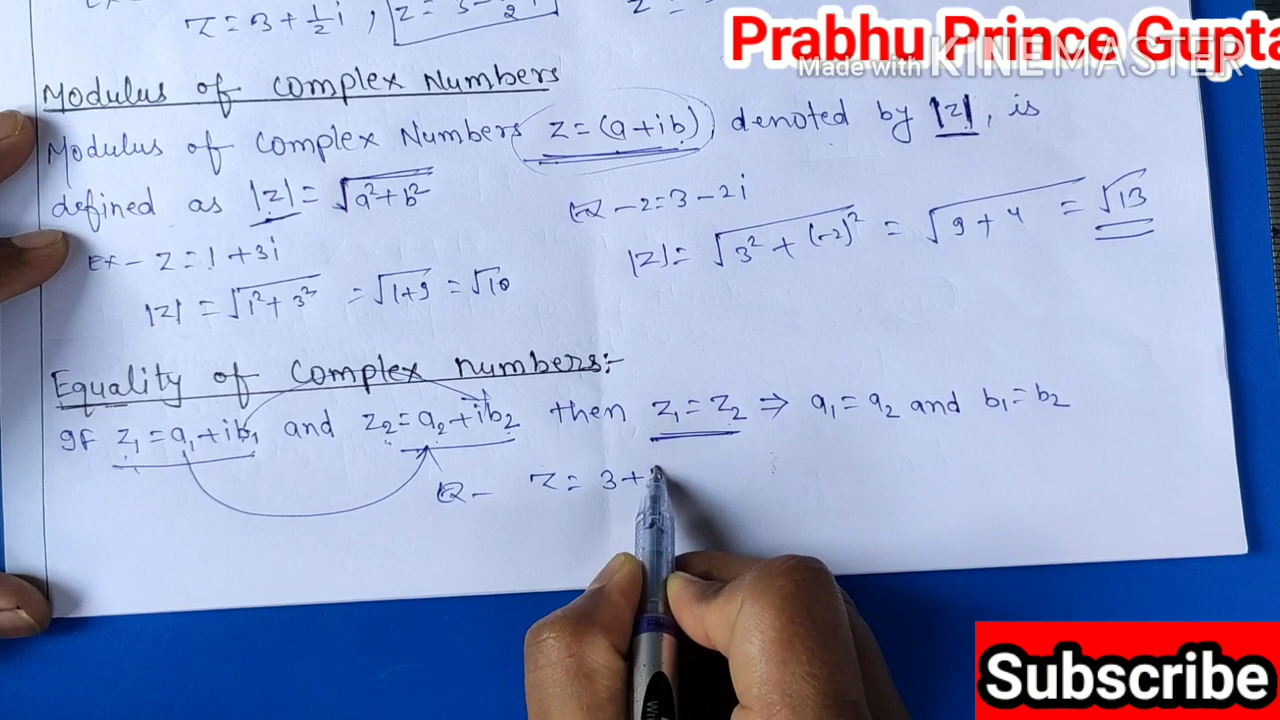 z = 3 + 1/2 i ,
Prabhu Prince Gupta
Made with KINEMASTER
Modulus of Complex Numbers
Modulus of Complex Numbers z=(a+ib) denoted by |z|, is
defined as |z| = √a²+b²
Ex - z = 3 - 2i
|z| = √3² + (-2)² = √9 + 4 = √13
Ex - z = 1 + 3i
|z| = √1² + 3² = √1+9 = √10
Equality of Complex numbers:-
If z₁ = a₁+ib₁ and z₂ = a₂+ib₂ then z₁ = z₂ ⇒ a₁ = a₂ and b₁ = b₂
Ex - z = 3 +
Subscribe